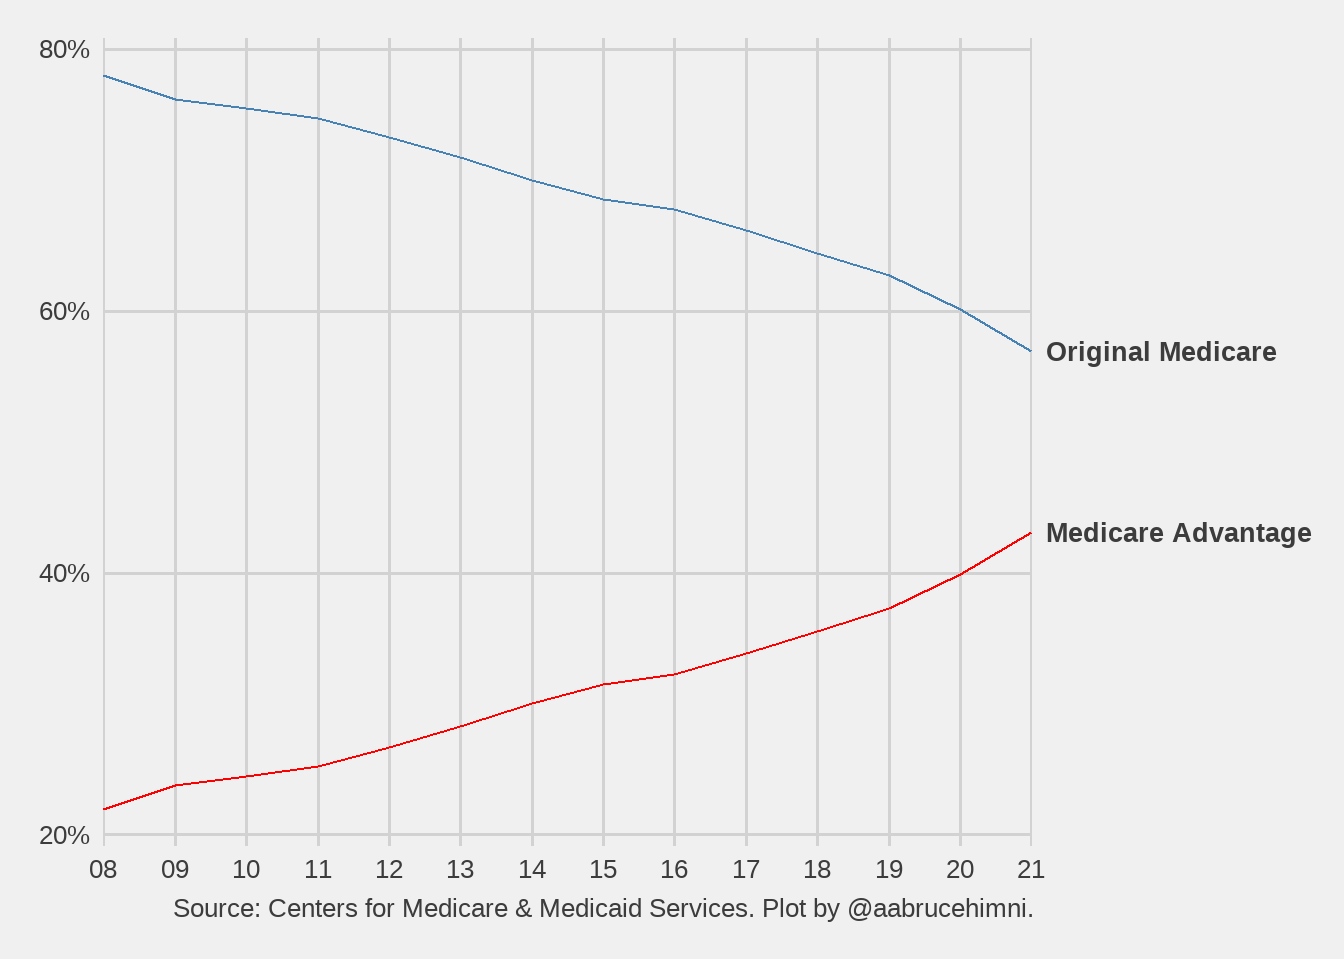 80%
60%
40%
20%
Original Medicare
Medicare Advantage
08 09 10 11 12 13 14 15 16 17 18 19 20 21
Source: Centers for Medicare & Medicaid Services. Plot by @aabrucehimni.